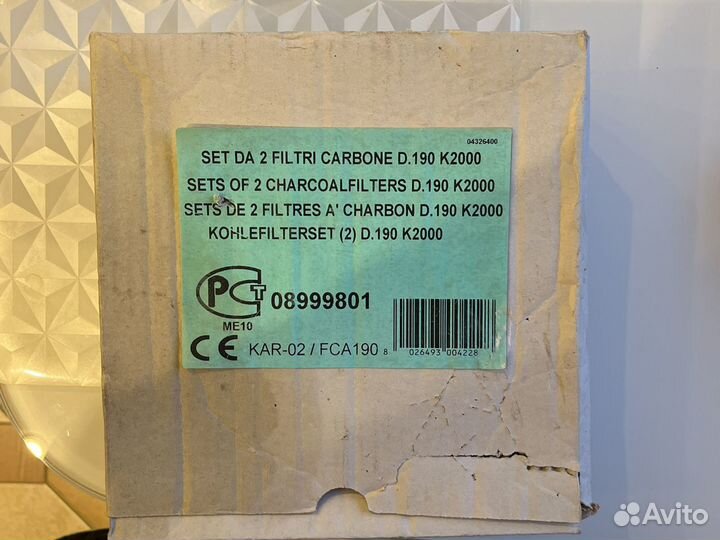 04326400
SET DA 2 FILTRI CARBONE D.190 K2000
SETS OF 2 CHARCOALFILTERS D.190 K2000
SETS DE 2 FILTRES A' CHARBON D.190 K2000
KOHLEFILTERSET (2) D.190 K2000
РСТ 08999801
ME10
CE KAR-02 / FCA190
8 026493 004228
Avito